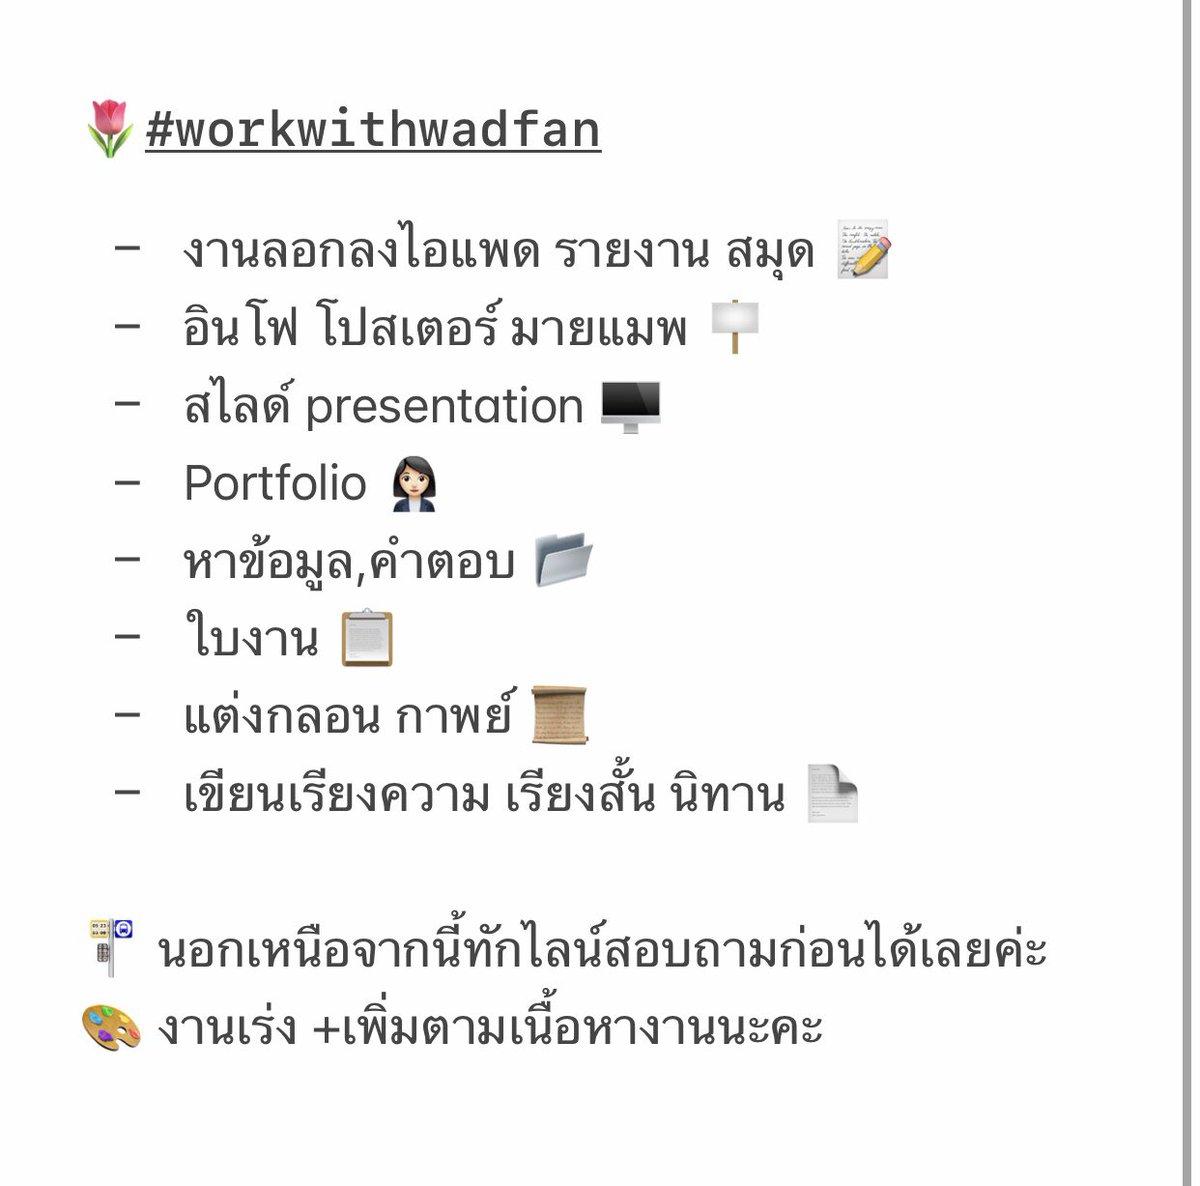 🌷#workwithwadfan
– งานลอกลงไอแพด รายงาน สมุด 📝
– อินโฟ โปสเตอร์ มายแมพ 🪧
– สไลด์ presentation 🖥️
– Portfolio 👩🏻‍💼
– หาข้อมูล,คำตอบ 📂
– ใบงาน 📋
– แต่งกลอน กาพย์ 📜
– เขียนเรียงความ เรียงสั้น นิทาน 📃
🚏 นอกเหนือจากนี้ทักไลน์สอบถามก่อนได้เลยค่ะ
🎨 งานเร่ง +เพิ่มตามเนื้อหางานนะคะ